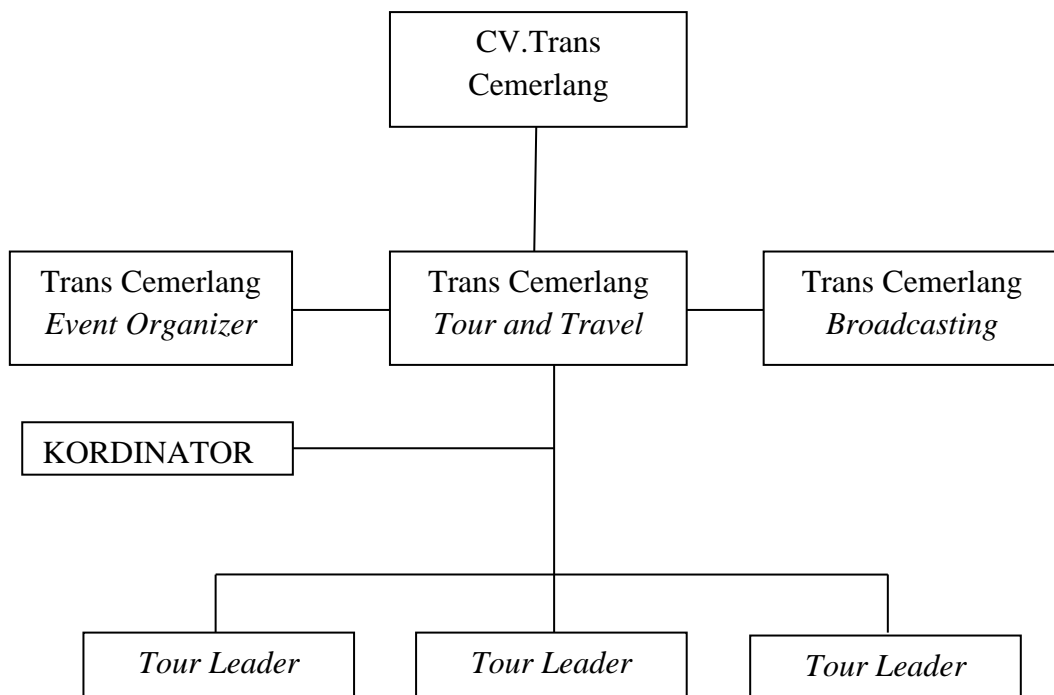 CV.Trans
Cemerlang
Trans Cemerlang
Event Organizer
Trans Cemerlang
Tour and Travel
Trans Cemerlang
Broadcasting
KORDINATOR
Tour Leader
Tour Leader
Tour Leader